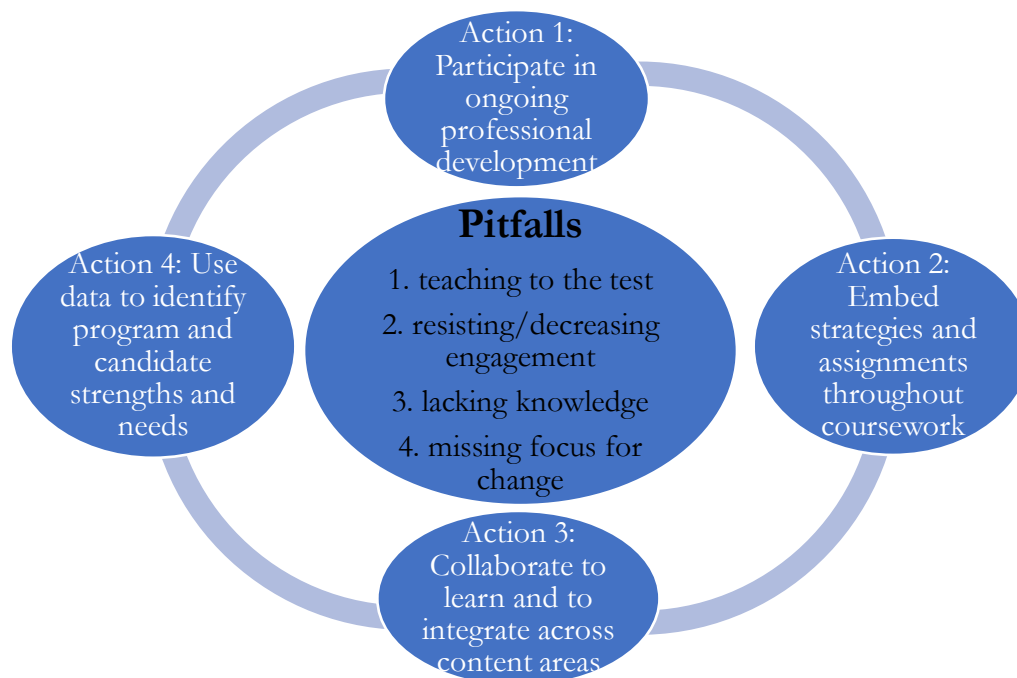 Action 1:
Participate in
ongoing
professional
development
Pitfalls
1. teaching to the test
2. resisting/decreasing
engagement
3. lacking knowledge
4. missing focus for
change
Action 2:
Embed
strategies and
assignments
throughout
coursework
Action 3:
Collaborate to
learn and to
integrate across
content areas
Action 4: Use
data to identify
program and
candidate
strengths and
needs